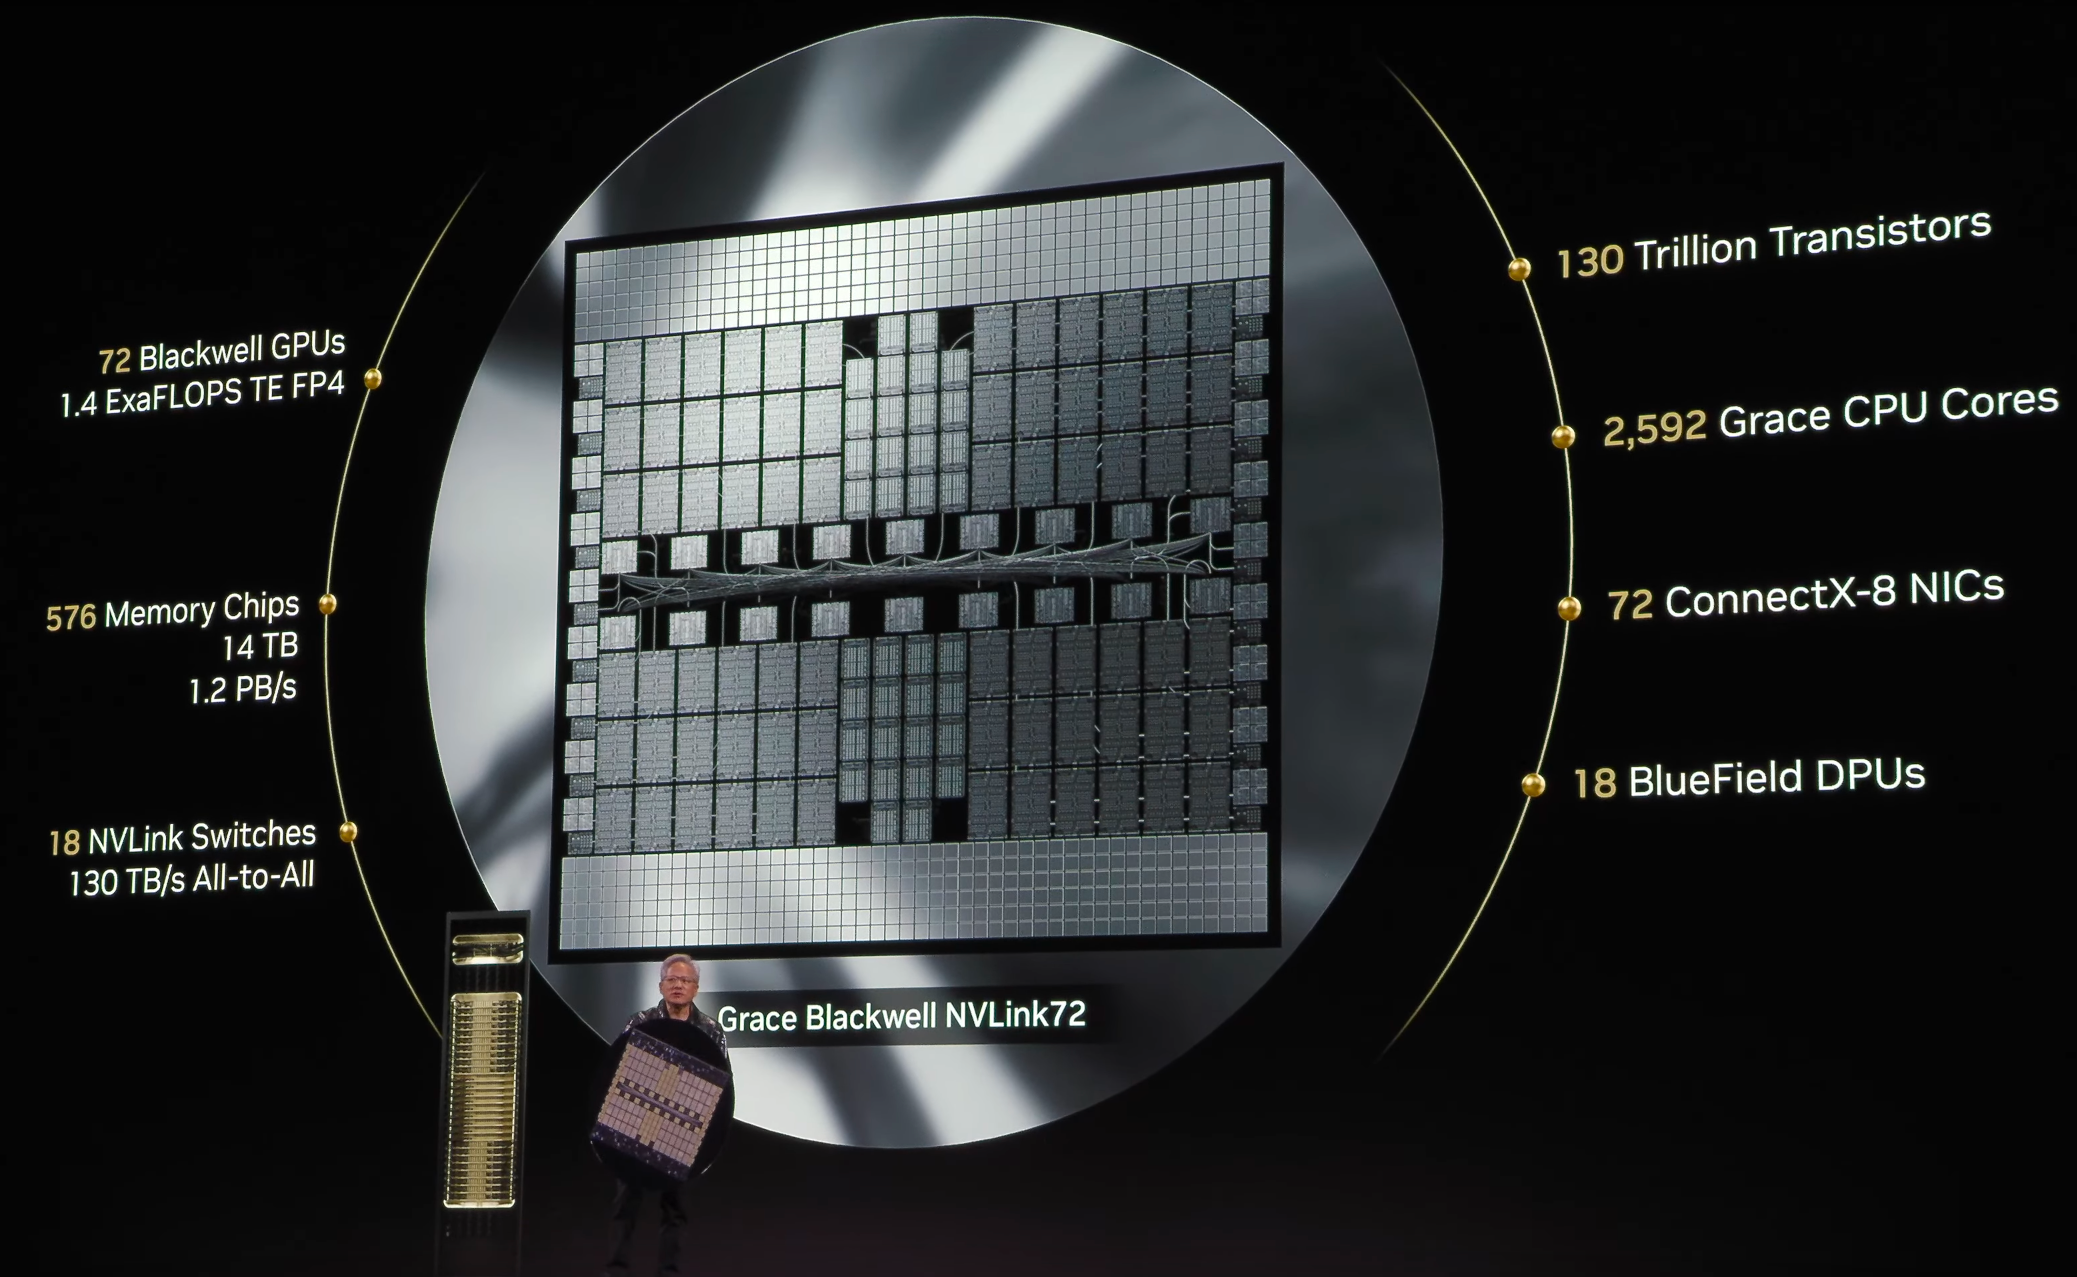 72 Blackwell GPUs
1.4 ExaFLOPS TE FP4
576 Memory Chips
14 TB
1.2 PB/s
18 NVLink Switches
130 TB/s All-to-All
130 Trillion Transistors
2,592 Grace CPU Cores
72 ConnectX-8 NICs
18 BlueField DPUs
Grace Blackwell NVLink72